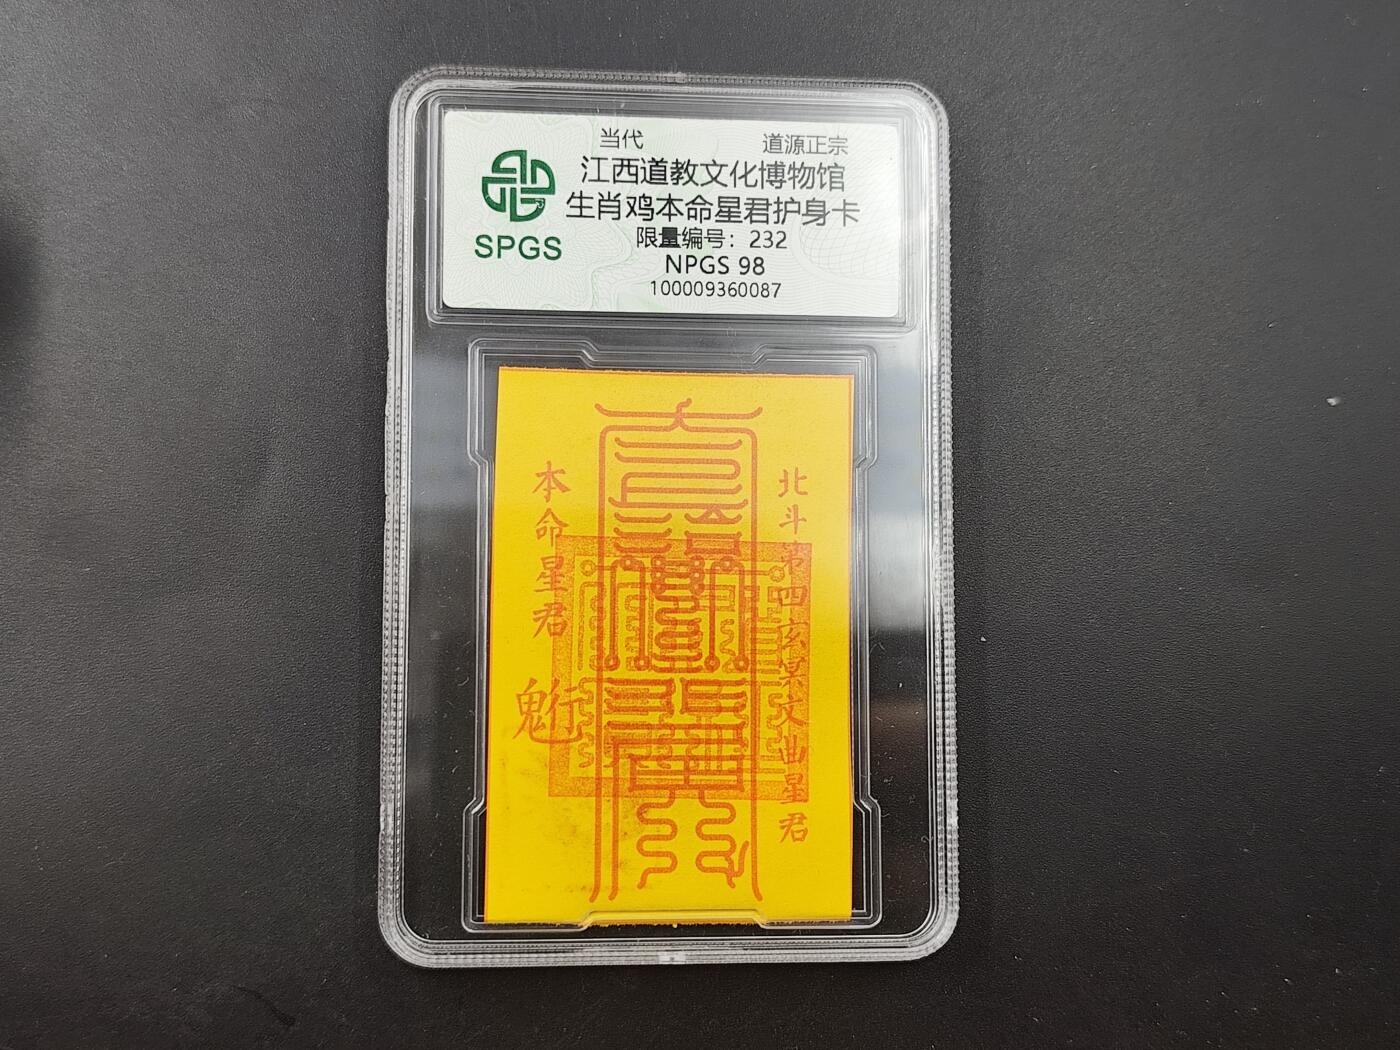 当代
道源正宗
江西道教文化博物馆
生肖鸡本命星君护身卡
限量编号：232
NPGS 98
100009360087
SPGS
北斗第四玄冥文曲星君
本命星君